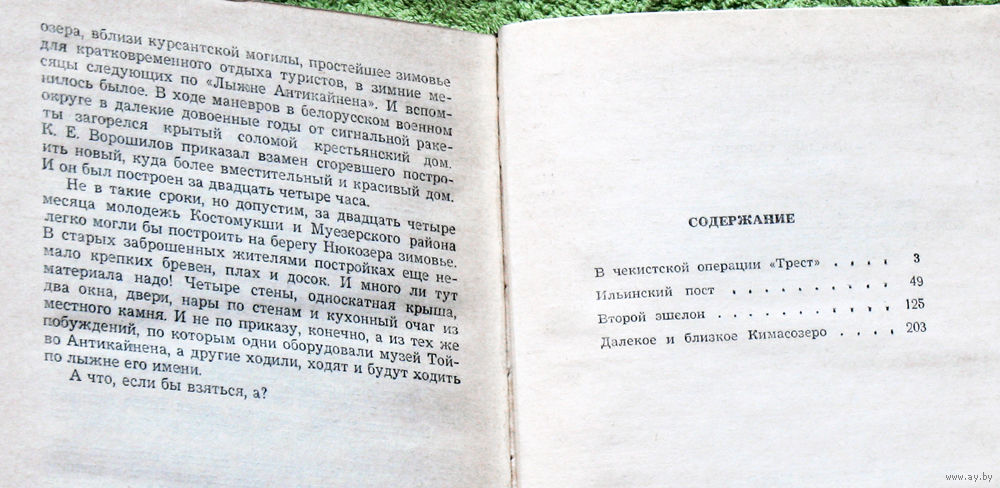 озера, вблизи курсантской могилы, простейшее зимовье
для кратковременного отдыха туристов, в зимние ме-
сяцы следующих по «Лыжне Антикайнена». И вспом-
нилось былое. В ходе маневров в белорусском военном
округе в далекие довоенные годы от сигнальной раке-
ты загорелся крытый соломой крестьянский дом.
К. Е. Ворошилов приказал взамен сгоревшего постро-
ить новый, куда более вместительный и красивый дом.
И он был построен за двадцать четыре часа.
Не в такие сроки, но допустим, за двадцать четыре
месяца молодежь Костомукши и Муезерского района
легко могли бы построить на берегу Нюкозера зимовье.
В старых заброшенных жителями постройках еще не-
мало крепких бревен, плах и досок. И много ли тут
материала надо! Четыре стены, односкатная крыша,
два окна, двери, нары по стенам и кухонный очаг из
местного камня. И не по приказу, конечно, а из тех же
побуждений, по которым одни оборудовали музей Той-
во Антикайнена, а другие ходили, ходят и будут ходить
по лыжне его имени.
А что, если бы взяться, а?
СОДЕРЖАНИЕ
В чекистской операции «Трест» . . . . 3
Ильинский пост . . . . . . . . 49
Второй эшелон . . . . . . . . . 125
Далекое и близкое Кимасозеро . . . . 203
www.ay.by